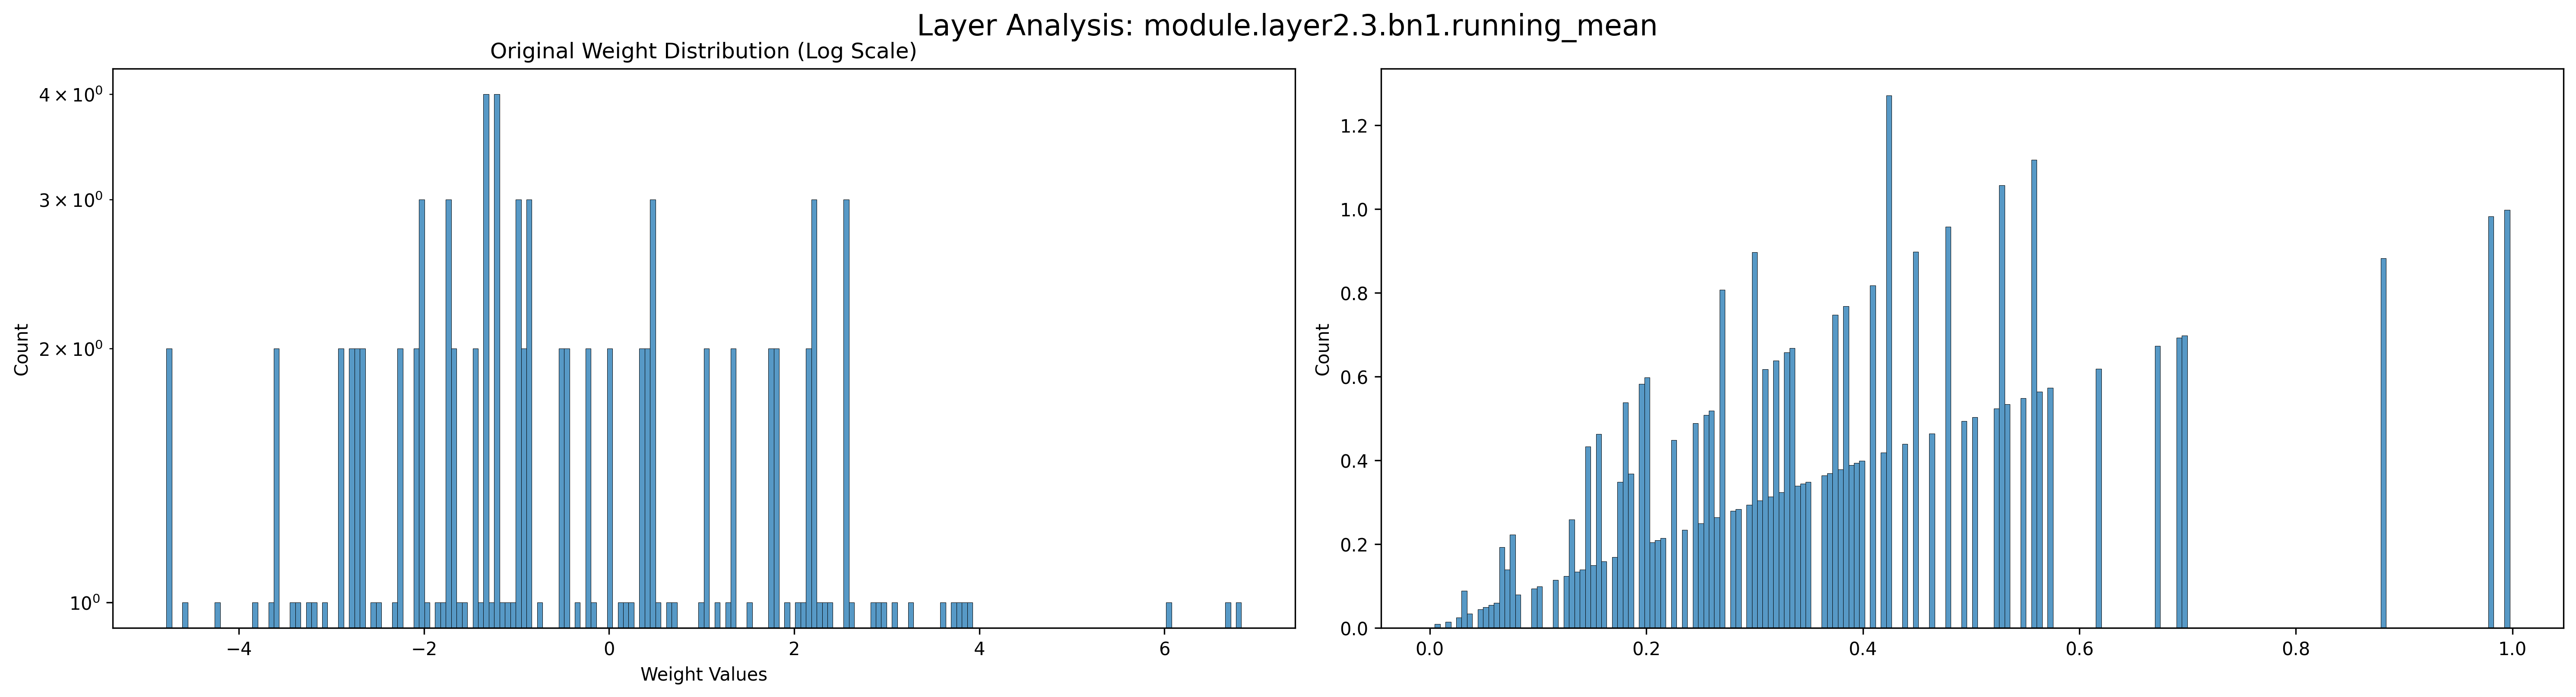 Layer Analysis: module.layer2.3.bn1.running_mean
Original Weight Distribution (Log Scale)
Count
4 × 10⁰
3 × 10⁰
2 × 10⁰
10⁰
−4 −2 0 2 4 6
Weight Values
Count
1.2
1.0
0.8
0.6
0.4
0.2
0.0
0.0 0.2 0.4 0.6 0.8 1.0